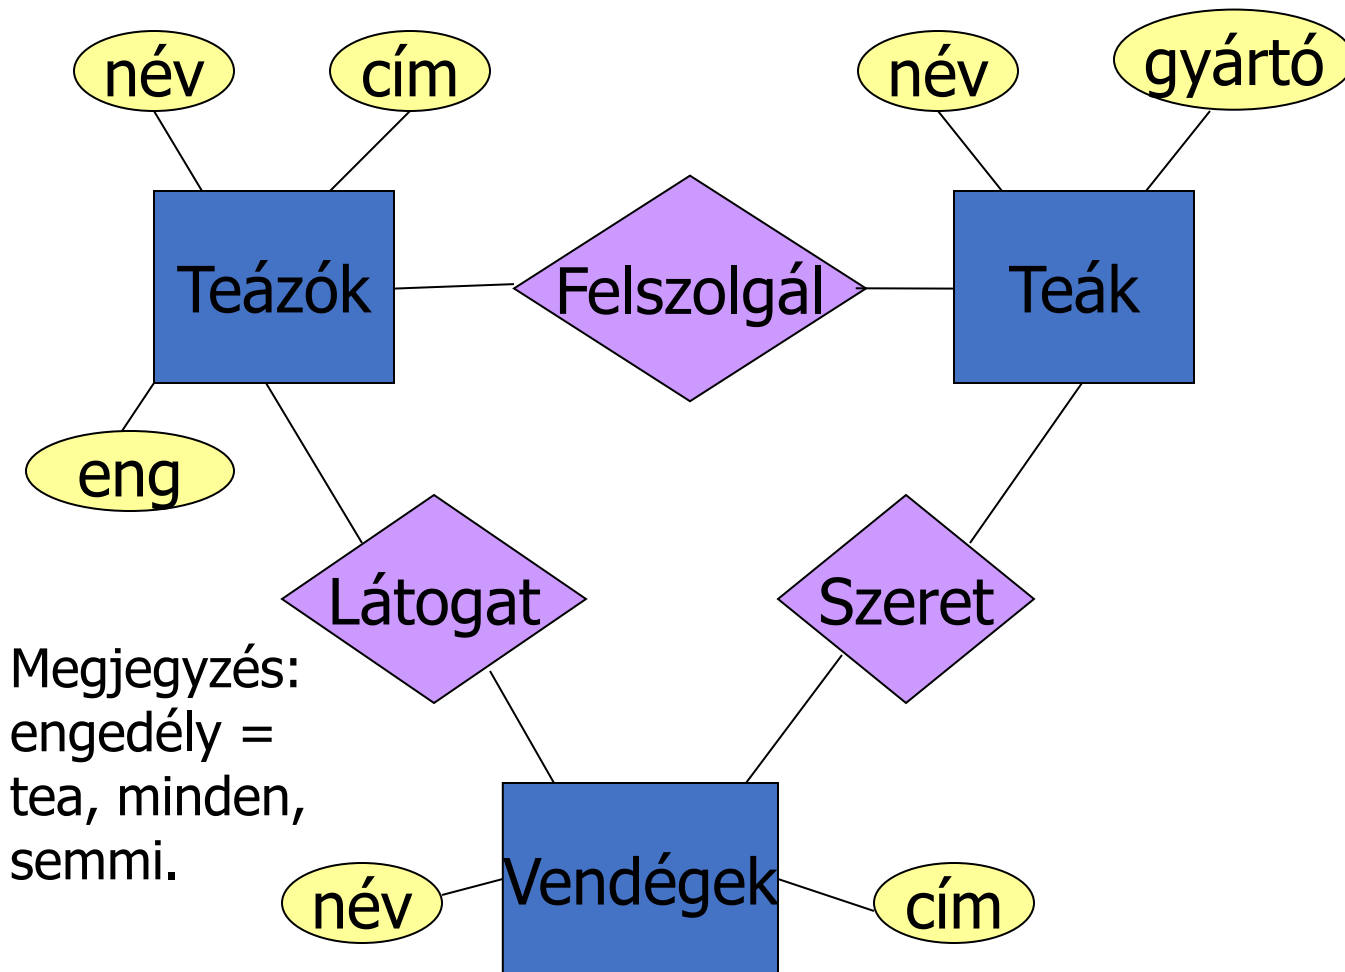 név
cím
név
gyártó
Teázók
Felszolgál
Teák
eng
Látogat
Szeret
Megjegyzés:
engedély =
tea, minden,
semmi.
név
Vendégek
cím